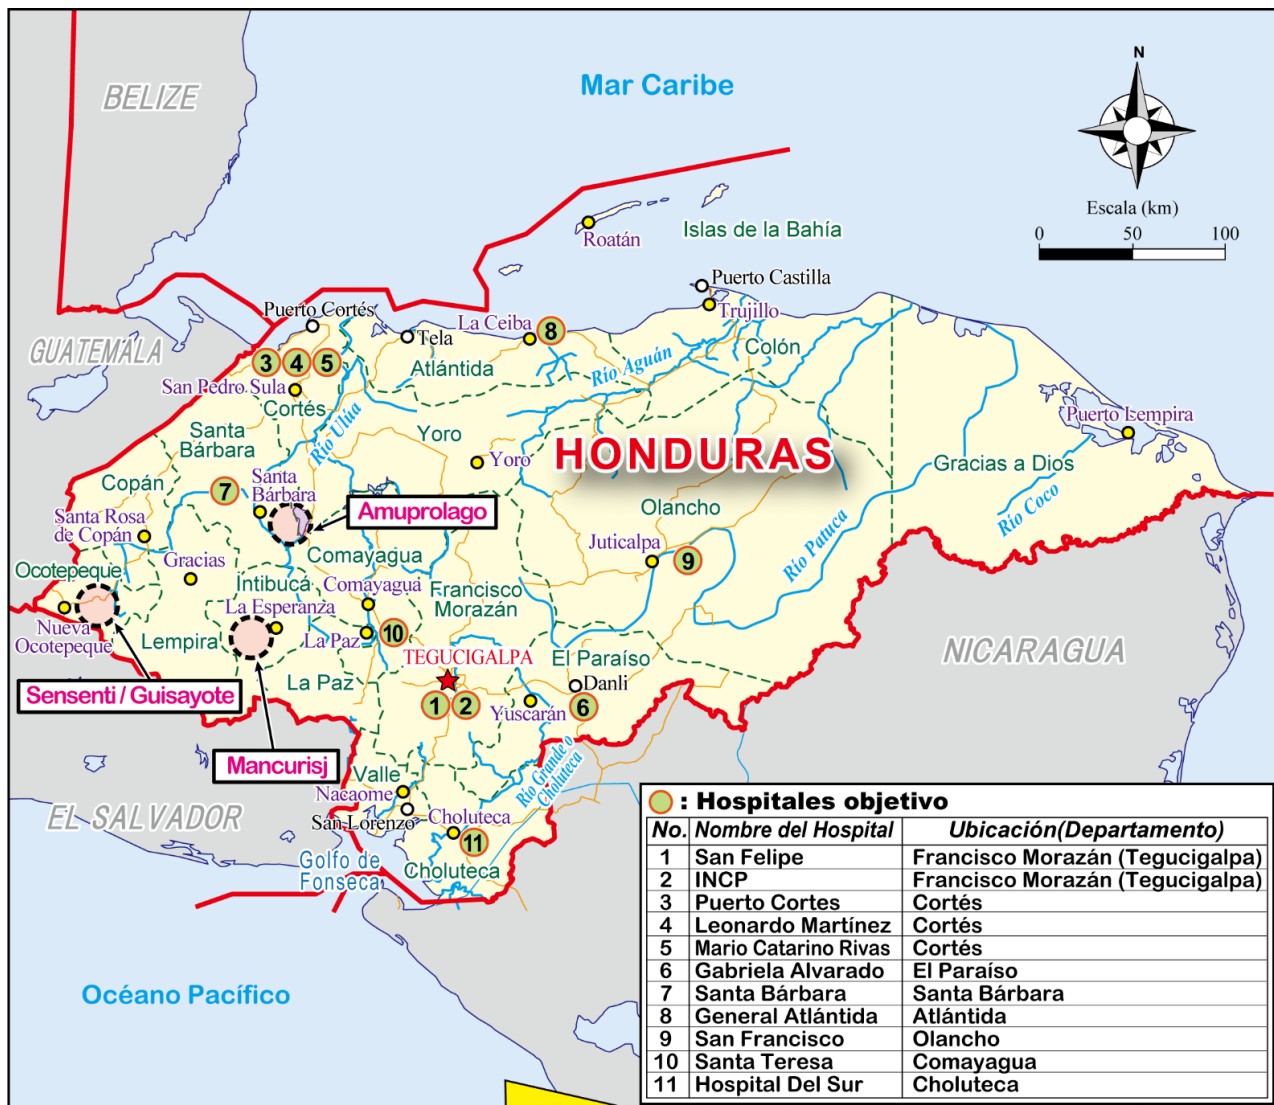 BELIZE
Mar Caribe
N
Escala (km)
0 50 100
Roatán
Islas de la Bahía
Puerto Castilla
Trujillo
Puerto Cortés
La Ceiba
8
Tela
GUATEMALA
Atlántida
Río Aguán
Colón
3 4 5
San Pedro Sula
Cortés
Río Ulúa
Santa
Bárbara
Yoro
Yoro
HONDURAS
Puerto Lempira
Gracias a Dios
Río Coco
Copán
7
Santa
Bárbara
Amuprolago
Olancho
Río Patuca
Santa Rosa
de Copán
Gracias
Comayagua
Juticalpa
9
Ocotepeque
Intibucá
Comayagua
Francisco
Morazán
La Esperanza
Nueva
Ocotepeque
Lempira
La Paz
10
TEGUCIGALPA
El Paraíso
NICARAGUA
La Paz
Danli
Sensenti / Guisayote
1 2
Yuscarán
6
Mancurisj
Valle
Río Grande o
Choluteca
Nacaome
San Lorenzo
Choluteca
11
EL SALVADOR
Golfo de
Fonseca
Choluteca
Océano Pacífico
: Hospitales objetivo
No. Nombre del Hospital Ubicación(Departamento)
1 San Felipe Francisco Morazán (Tegucigalpa)
2 INCP Francisco Morazán (Tegucigalpa)
3 Puerto Cortes Cortés
4 Leonardo Martínez Cortés
5 Mario Catarino Rivas Cortés
6 Gabriela Alvarado El Paraíso
7 Santa Bárbara Santa Bárbara
8 General Atlántida Atlántida
9 San Francisco Olancho
10 Santa Teresa Comayagua
11 Hospital Del Sur Choluteca